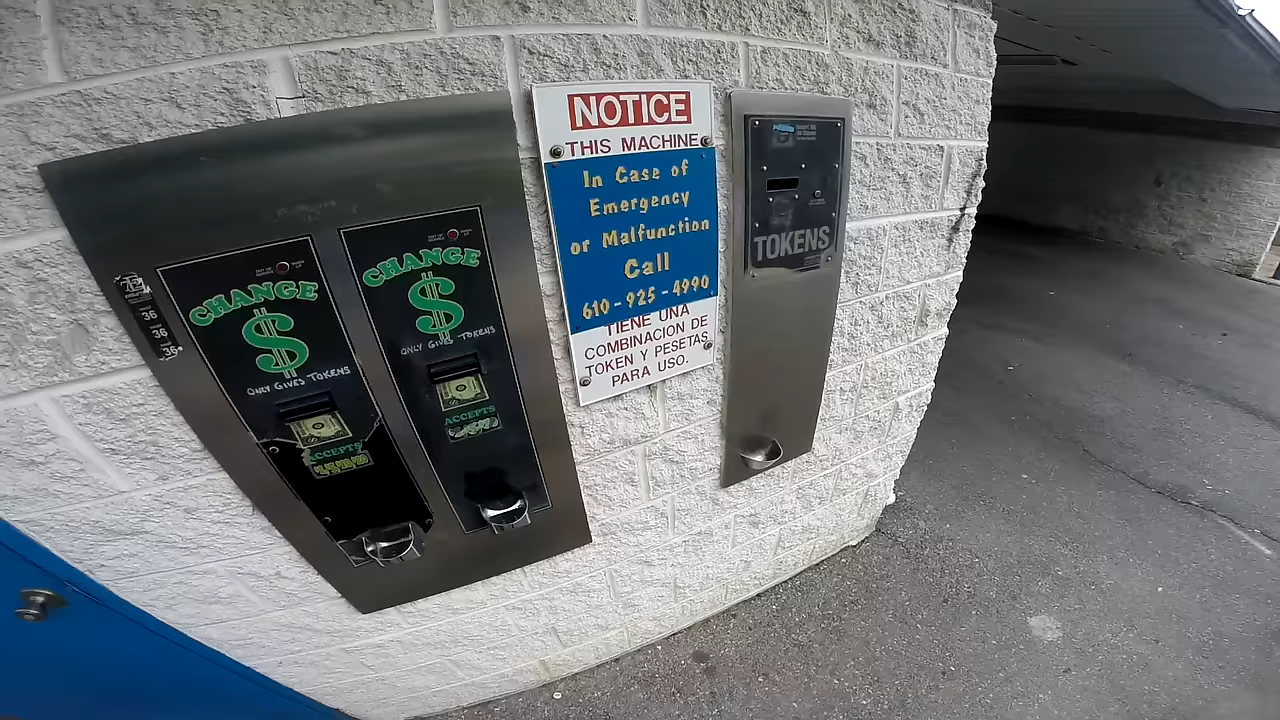 CHANGE
$
ONLY GIVES TOKENS
ACCEPTS
36
36
36
CHANGE
$
ONLY GIVES TOKENS
ACCEPTS
NOTICE
THIS MACHINE
In Case of
Emergency
or Malfunction
Call
610-925-4990
TIENE UNA
COMBINACION DE
TOKEN Y PESETAS
PARA USO.
TOKENS